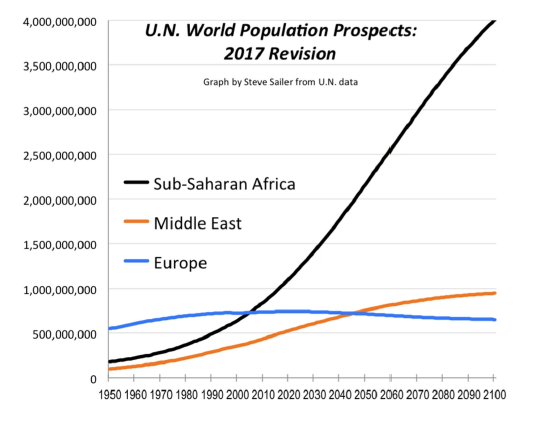 U.N. World Population Prospects:
2017 Revision
Graph by Steve Sailer from U.N. data
4,000,000,000
3,500,000,000
3,000,000,000
2,500,000,000
2,000,000,000
1,500,000,000
1,000,000,000
500,000,000
0
Sub-Saharan Africa
Middle East
Europe
1950 1960 1970 1980 1990 2000 2010 2020 2030 2040 2050 2060 2070 2080 2090 2100